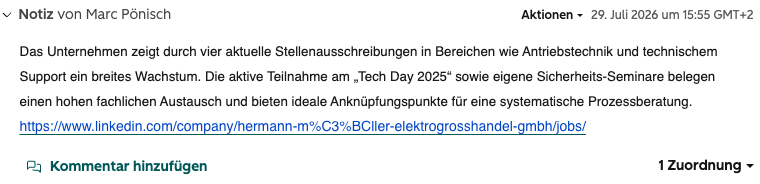 Notiz von Marc Pönisch Aktionen 29. Juli 2026 um 15:55 GMT+2
Das Unternehmen zeigt durch vier aktuelle Stellenausschreibungen in Bereichen wie Antriebstechnik und technischem
Support ein breites Wachstum. Die aktive Teilnahme am „Tech Day 2025“ sowie eigene Sicherheits-Seminare belegen
einen hohen fachlichen Austausch und bieten ideale Anknüpfungspunkte für eine systematische Prozessberatung.
https://www.linkedin.com/company/hermann-m%C3%BCller-elektrogrosshandel-gmbh/jobs/
Kommentar hinzufügen 1 Zuordnung